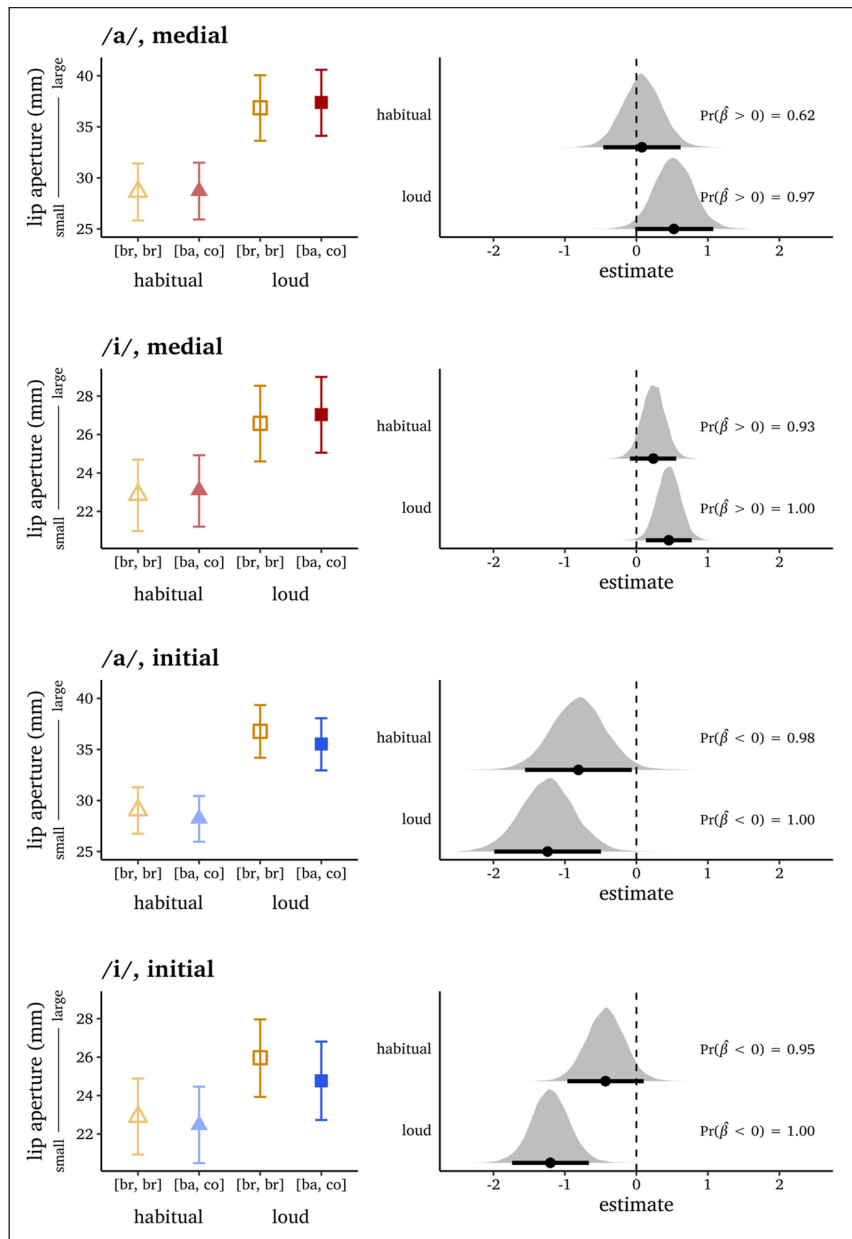 /a/, medial
lip aperture (mm)
small large
40
35
30
25
[br, br] [ba, co] [br, br] [ba, co]
habitual loud
habitual
loud
Pr(β̂ > 0) = 0.62
Pr(β̂ > 0) = 0.97
-2 -1 0 1 2
estimate
/i/, medial
lip aperture (mm)
small large
28
26
24
22
[br, br] [ba, co] [br, br] [ba, co]
habitual loud
habitual
loud
Pr(β̂ > 0) = 0.93
Pr(β̂ > 0) = 1.00
-2 -1 0 1 2
estimate
/a/, initial
lip aperture (mm)
small large
40
35
30
25
[br, br] [ba, co] [br, br] [ba, co]
habitual loud
habitual
loud
Pr(β̂ < 0) = 0.98
Pr(β̂ < 0) = 1.00
-2 -1 0 1 2
estimate
/i/, initial
lip aperture (mm)
small large
28
26
24
22
[br, br] [ba, co] [br, br] [ba, co]
habitual loud
habitual
loud
Pr(β̂ < 0) = 0.95
Pr(β̂ < 0) = 1.00
-2 -1 0 1 2
estimate